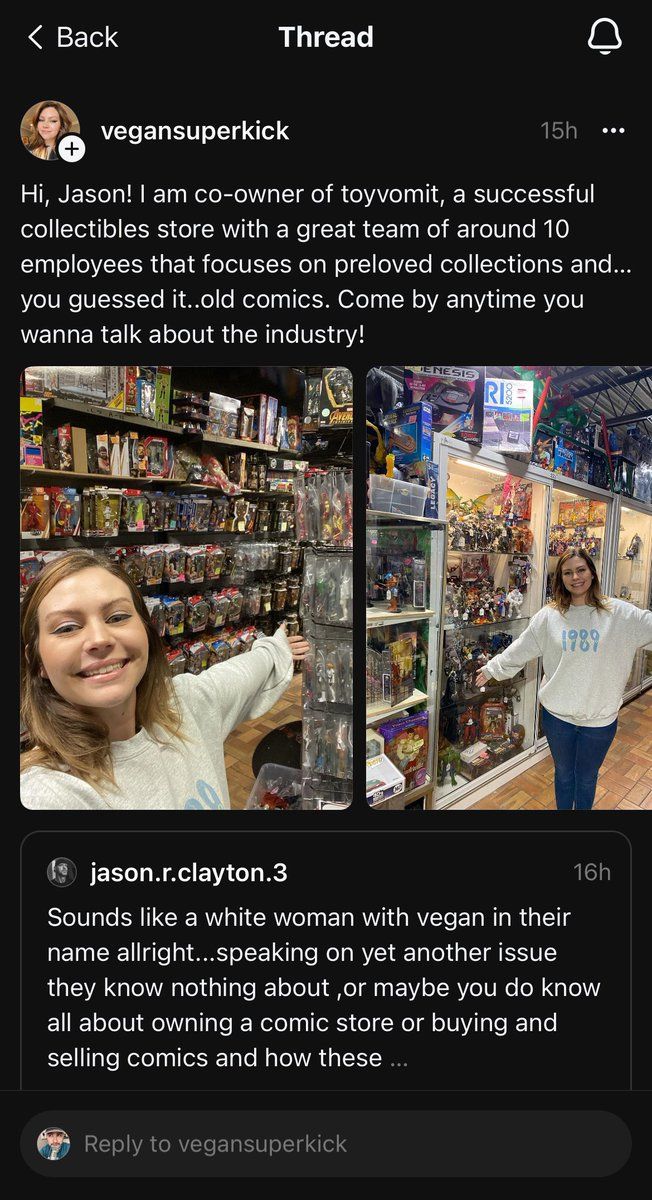 Back
Thread
vegansuperkick
15h
Hi, Jason! I am co-owner of toyvomit, a successful
collectibles store with a great team of around 10
employees that focuses on preloved collections and...
you guessed it..old comics. Come by anytime you
wanna talk about the industry!
GENESIS
1989
jason.r.clayton.3
16h
Sounds like a white woman with vegan in their
name allright...speaking on yet another issue
they know nothing about ,or maybe you do know
all about owning a comic store or buying and
selling comics and how these ...
Reply to vegansuperkick